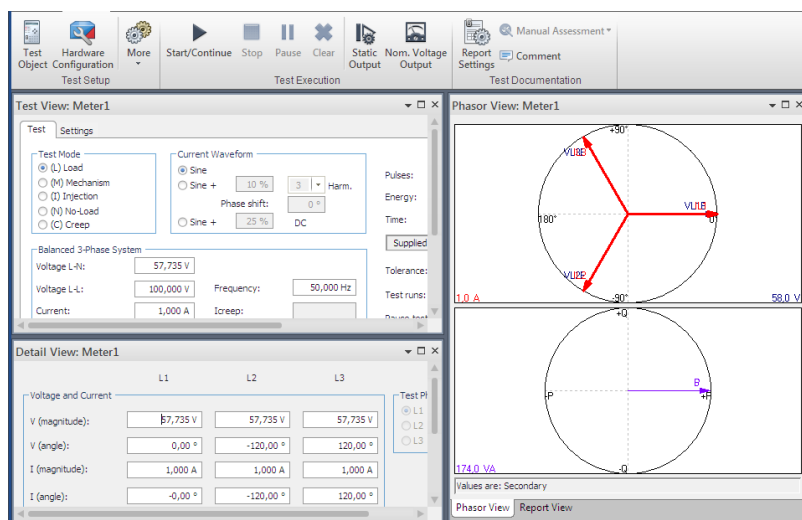 Test Object
Hardware Configuration
More
Start/Continue
Stop
Pause
Clear
Static Output
Nom. Voltage Output
Report Settings
Manual Assessment
Comment
Test Setup
Test Execution
Test Documentation
Test View: Meter1
Test Settings
Test Mode
(L) Load
(M) Mechanism
(I) Injection
(N) No-Load
(C) Creep
Current Waveform
Sine
Sine + 10 % 3 Harm.
Phase shift: 0 °
Sine + 25 % DC
Pulses:
Energy:
Time:
Supplied
Tolerance:
Test runs:
Balanced 3-Phase System
Voltage L-N: 57,735 V
Voltage L-L: 100,000 V Frequency: 50,000 Hz
Current: 1,000 A Icreep:
Detail View: Meter1
L1 L2 L3
Voltage and Current
V (magnitude): 57,735 V 57,735 V 57,735 V
V (angle): 0,00 ° -120,00 ° 120,00 °
I (magnitude): 1,000 A 1,000 A 1,000 A
I (angle): -0,00 ° -120,00 ° 120,00 °
L1
L2
L3
Phasor View: Meter1
+90°
180°
0°
-90°
1,0 A 58,0 V
+Q
B
-P +P
-Q
174,0 VA
Values are: Secondary
Phasor View Report View